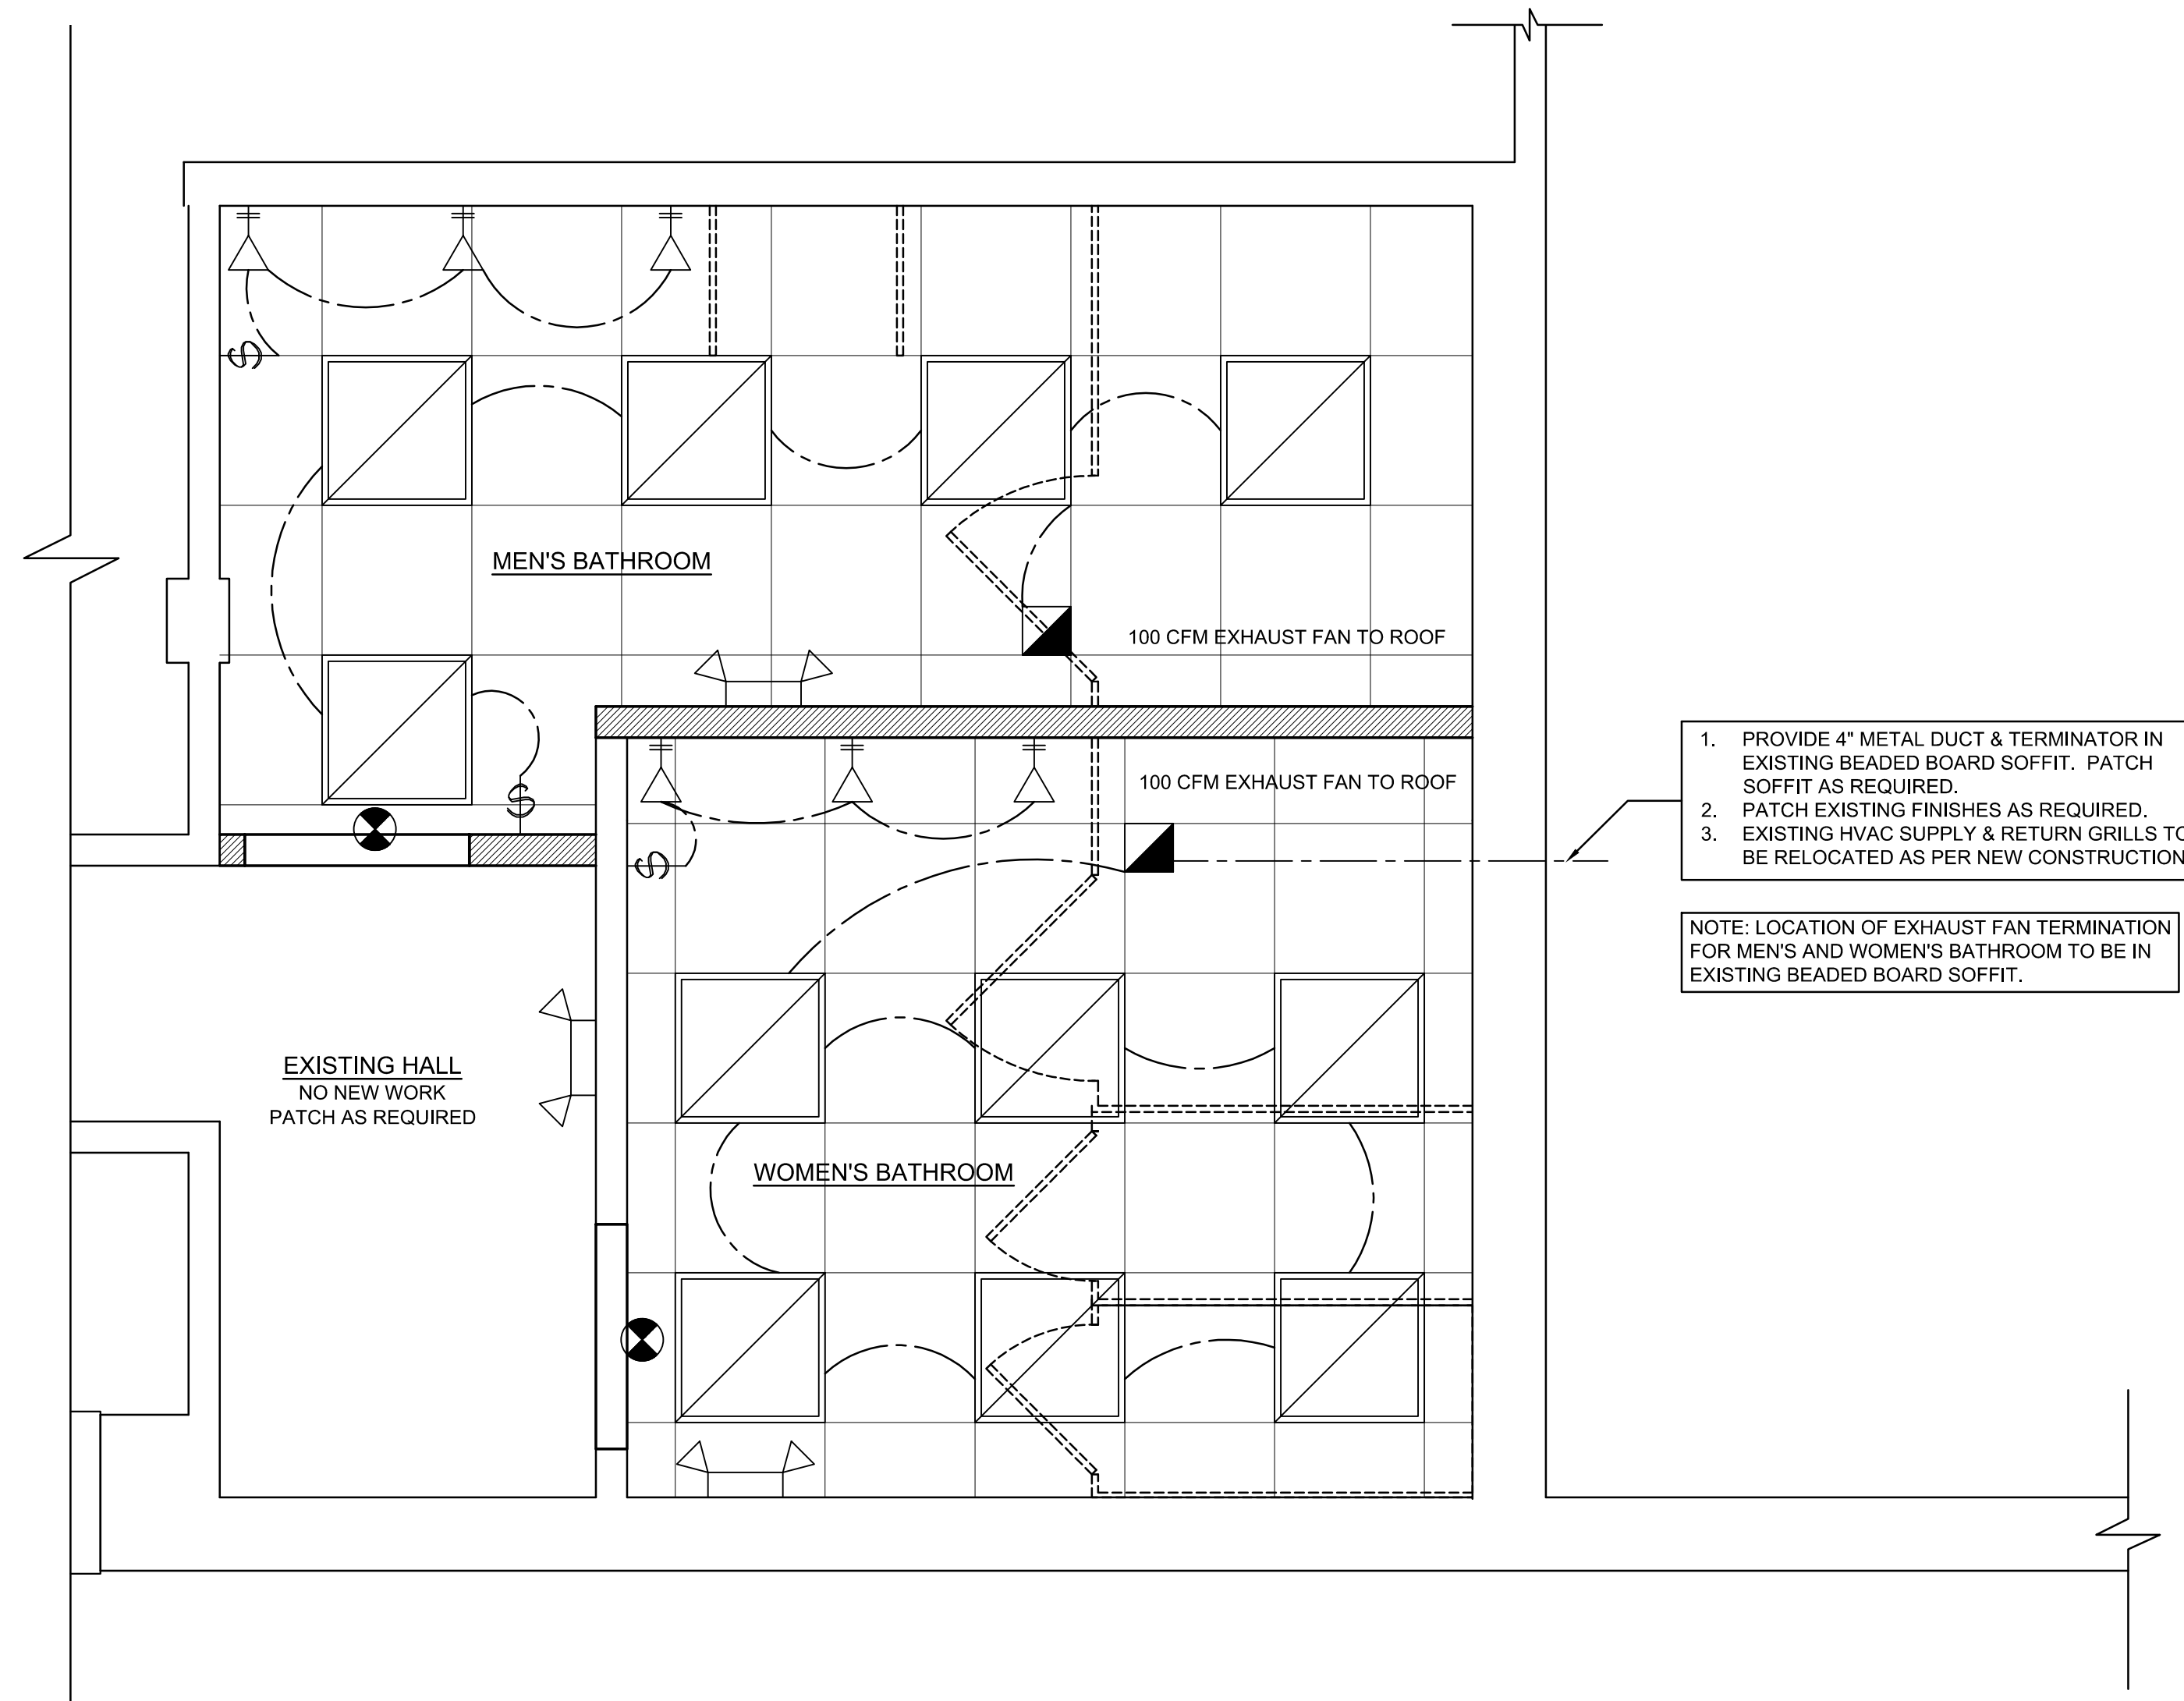 MEN'S BATHROOM
100 CFM EXHAUST FAN TO ROOF
1. PROVIDE 4" METAL DUCT & TERMINATOR IN
EXISTING BEADED BOARD SOFFIT. PATCH
SOFFIT AS REQUIRED.
2. PATCH EXISTING FINISHES AS REQUIRED.
3. EXISTING HVAC SUPPLY & RETURN GRILLS TO
BE RELOCATED AS PER NEW CONSTRUCTION
100 CFM EXHAUST FAN TO ROOF
NOTE: LOCATION OF EXHAUST FAN TERMINATION
FOR MEN'S AND WOMEN'S BATHROOM TO BE IN
EXISTING BEADED BOARD SOFFIT.
EXISTING HALL
NO NEW WORK
PATCH AS REQUIRED
WOMEN'S BATHROOM
$
$
$